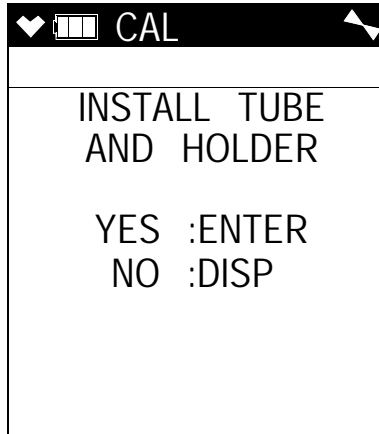 CAL
INSTALL TUBE
AND HOLDER
YES :ENTER
NO :DISP